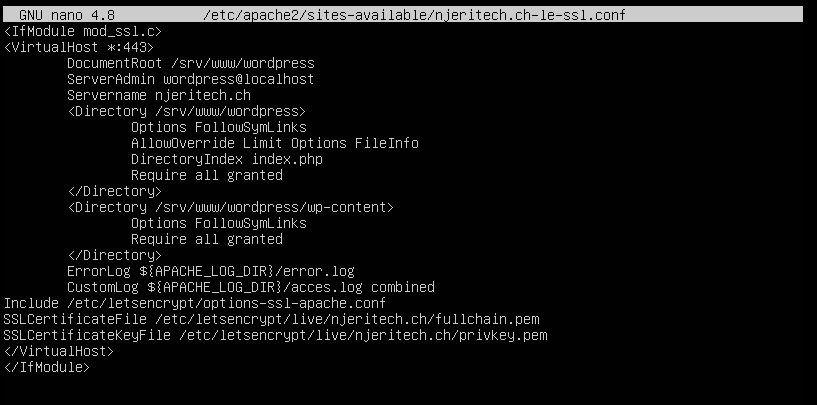 GNU nano 4.8 /etc/apache2/sites-available/njeritech.ch-le-ssl.conf
<IfModule mod_ssl.c>
<VirtualHost *:443>
DocumentRoot /srv/www/wordpress
ServerAdmin wordpress@localhost
Servername njeritech.ch
<Directory /srv/www/wordpress>
Options FollowSymLinks
AllowOverride Limit Options FileInfo
DirectoryIndex index.php
Require all granted
</Directory>
<Directory /srv/www/wordpress/wp-content>
Options FollowSymLinks
Require all granted
</Directory>
ErrorLog ${APACHE_LOG_DIR}/error.log
CustomLog ${APACHE_LOG_DIR}/acces.log combined
Include /etc/letsencrypt/options-ssl-apache.conf
SSLCertificateFile /etc/letsencrypt/live/njeritech.ch/fullchain.pem
SSLCertificateKeyFile /etc/letsencrypt/live/njeritech.ch/privkey.pem
</VirtualHost>
</IfModule>